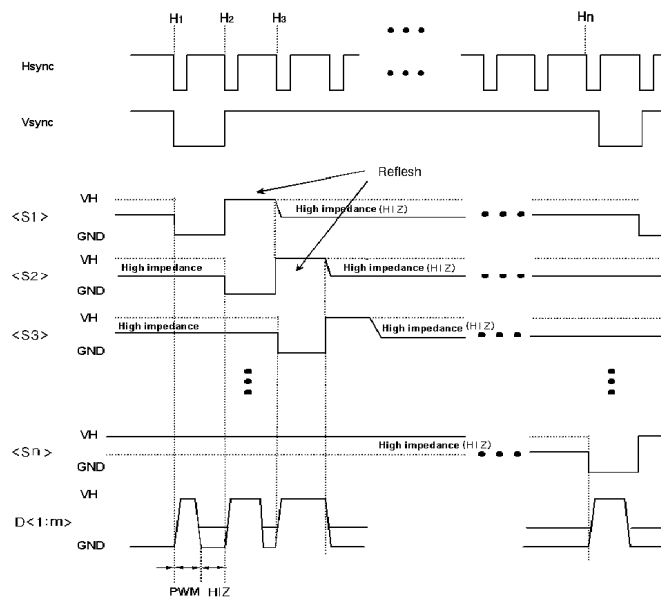 H1 H2 H3 Hn
Hsync
Vsync
Reflesh
VH
<S1>
High impedance (HIZ)
GND
VH
<S2>
High impedance
High impedance (HIZ)
GND
VH
<S3>
High impedance
High impedance (HIZ)
GND
VH
<Sn>
High impedance (HIZ)
GND
VH
D<1:m>
GND
PWM HIZ